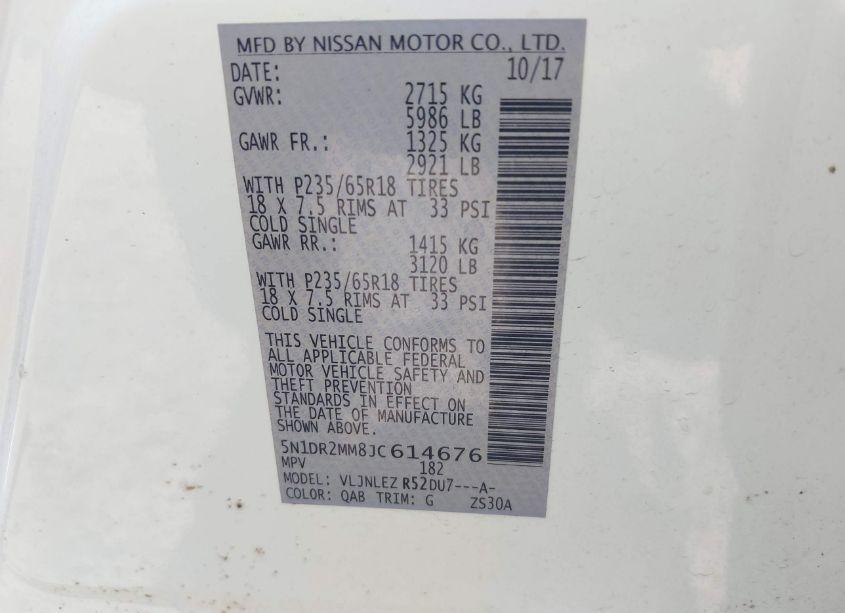 MFD BY NISSAN MOTOR CO., LTD.
DATE: 10/17
GVWR: 2715 KG
5986 LB
GAWR FR.: 1325 KG
2921 LB
WITH P235/65R18 TIRES
18 X 7.5 RIMS AT 33 PSI
COLD SINGLE
GAWR RR.: 1415 KG
3120 LB
WITH P235/65R18 TIRES
18 X 7.5 RIMS AT 33 PSI
COLD SINGLE
THIS VEHICLE CONFORMS TO
ALL APPLICABLE FEDERAL
MOTOR VEHICLE SAFETY AND
THEFT PREVENTION
STANDARDS IN EFFECT ON
THE DATE OF MANUFACTURE
SHOWN ABOVE.
5N1DR2MM8JC614676
MPV 182
MODEL: VLJNLEZ R52DU7---A-
COLOR: QAB TRIM: G ZS30A